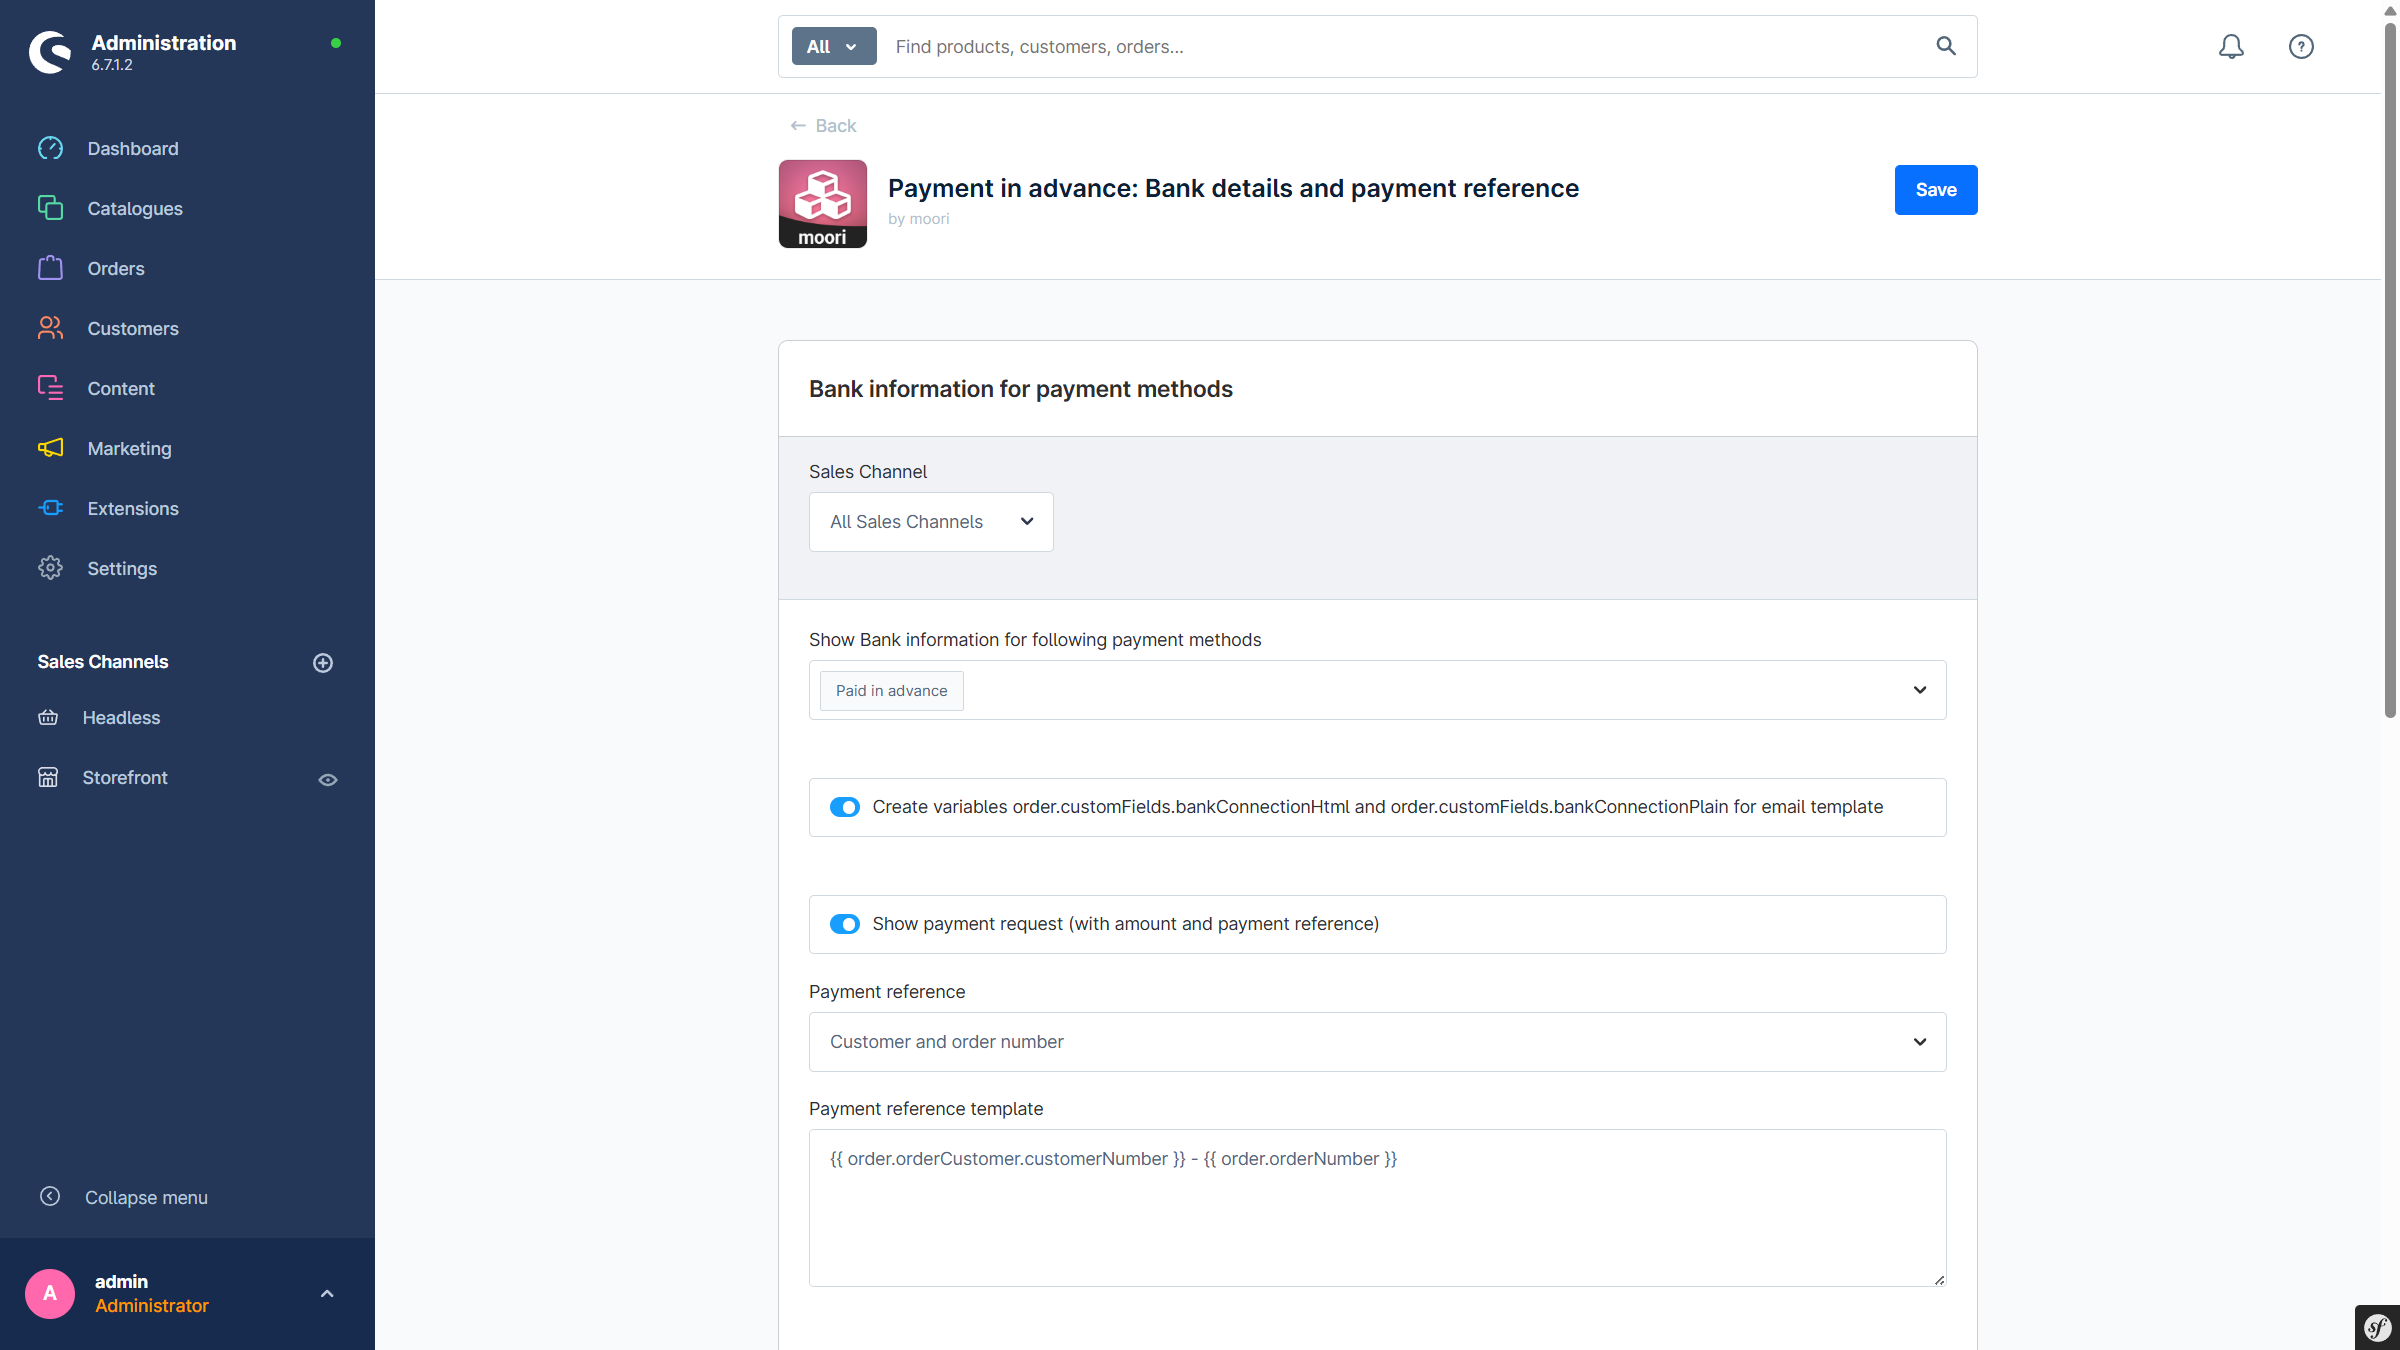 Administration
6.7.1.2
Dashboard
Catalogues
Orders
Customers
Content
Marketing
Extensions
Settings
Sales Channels
Headless
Storefront
Collapse menu
A
admin
Administrator
All
Find products, customers, orders...
Back
moori
Payment in advance: Bank details and payment reference
by moori
Save
Bank information for payment methods
Sales Channel
All Sales Channels
Show Bank information for following payment methods
Paid in advance
Create variables order.customFields.bankConnectionHtml and order.customFields.bankConnectionPlain for email template
Show payment request (with amount and payment reference)
Payment reference
Customer and order number
Payment reference template
{{ order.orderCustomer.customerNumber }} - {{ order.orderNumber }}
sf